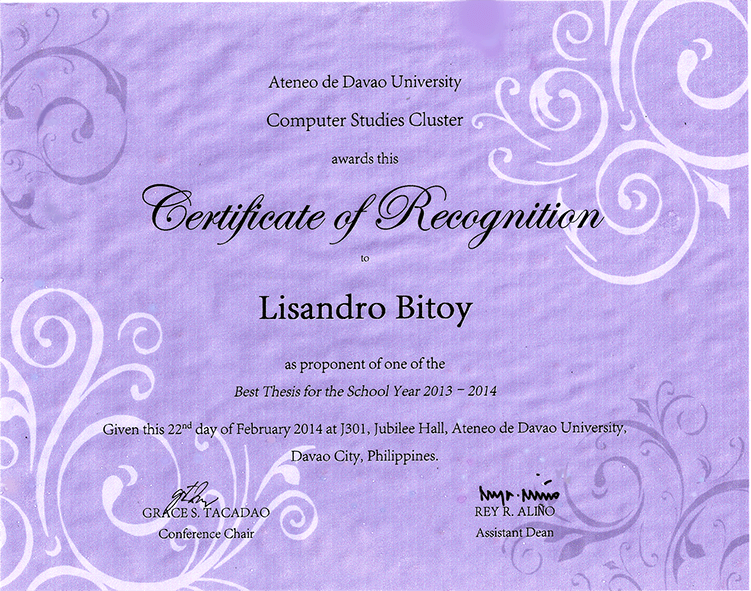 Ateneo de Davao University
Computer Studies Cluster
awards this
Certificate of Recognition
to
Lisandro Bitoy
as proponent of one of the
Best Thesis for the School Year 2013 – 2014
Given this 22nd day of February 2014 at J301, Jubilee Hall, Ateneo de Davao University,
Davao City, Philippines.
GRACE S. TACADAO REY R. ALIÑO
Conference Chair Assistant Dean